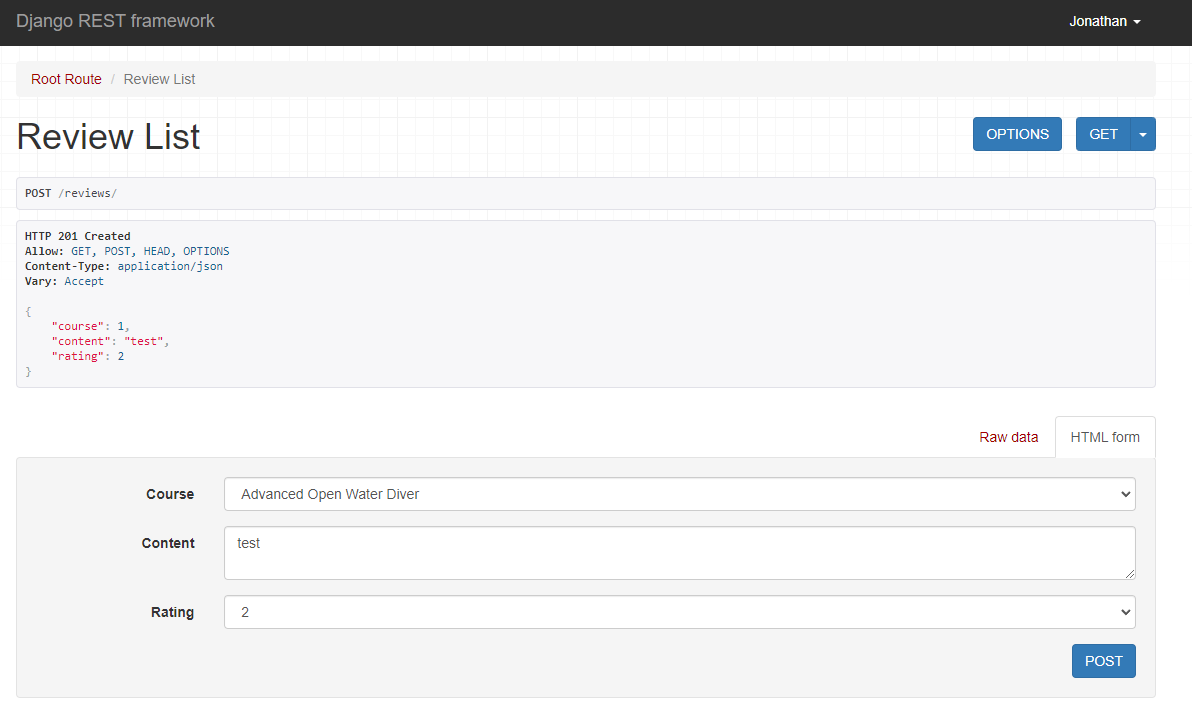 Django REST framework
Jonathan
Root Route / Review List
Review List
OPTIONS
GET
POST /reviews/
HTTP 201 Created
Allow: GET, POST, HEAD, OPTIONS
Content-Type: application/json
Vary: Accept
{
    "course": 1,
    "content": "test",
    "rating": 2
}
Raw data
HTML form
Course
Advanced Open Water Diver
Content
test
Rating
2
POST